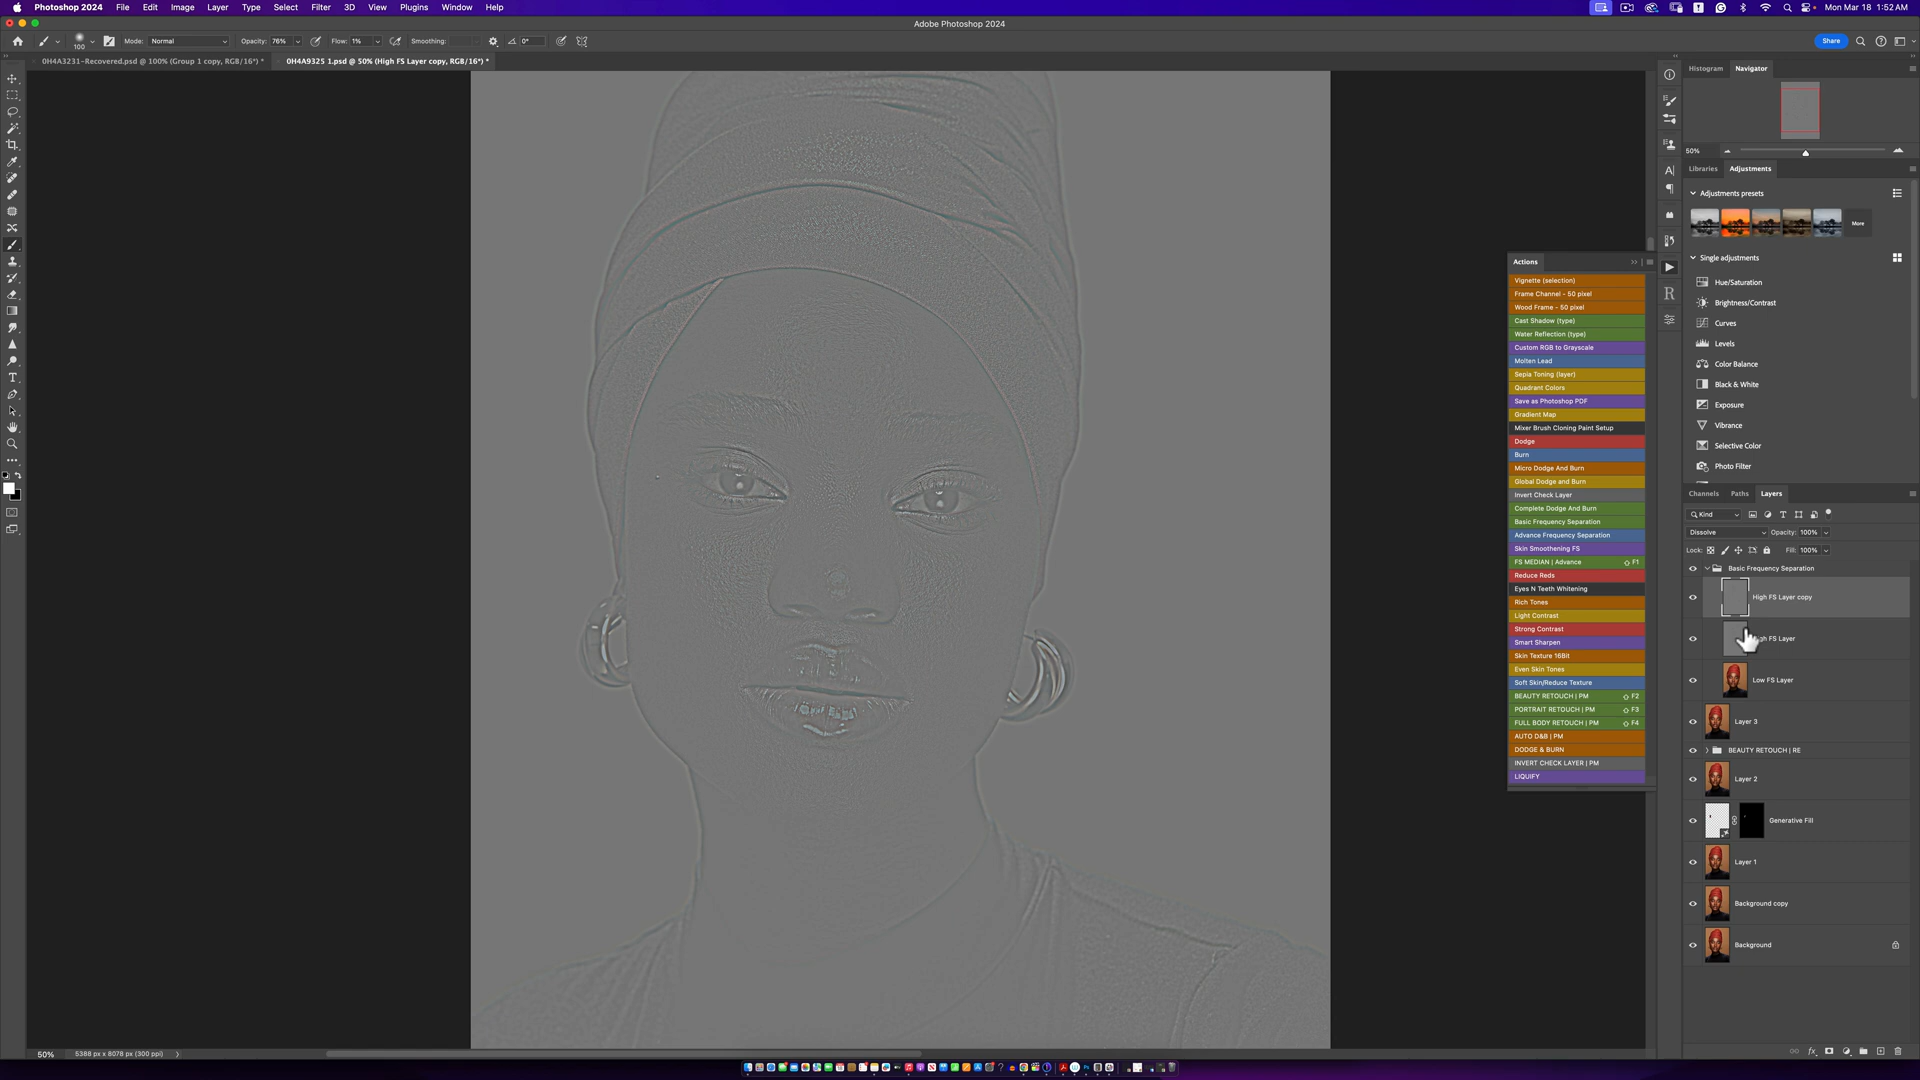 Photoshop 2024 File Edit Image Layer Type Select Filter 3D View Plugins Window Help Mon Mar 18 1:52 AM
Adobe Photoshop 2024
100 Mode: Normal Opacity: 76% Flow: 1% Smoothing: 0° Share
0H4A3231-Recovered.psd @ 100% (Group 1 copy, RGB/16*) * 0H4A9325 1.psd @ 50% (High FS Layer copy, RGB/16*) *
Histogram Navigator
50%
Libraries Adjustments
Adjustments presets
More
Single adjustments
Hue/Saturation
Brightness/Contrast
Curves
Levels
Color Balance
Black & White
Exposure
Vibrance
Selective Color
Photo Filter
Actions
Vignette (selection)
Frame Channel - 50 pixel
Wood Frame - 50 pixel
Cast Shadow (type)
Water Reflection (type)
Custom RGB to Grayscale
Molten Lead
Sepia Toning (layer)
Quadrant Colors
Save as Photoshop PDF
Gradient Map
Mixer Brush Cloning Paint Setup
Dodge
Burn
Micro Dodge And Burn
Global Dodge and Burn
Invert Check Layer
Complete Dodge And Burn
Basic Frequency Separation
Advance Frequency Separation
Skin Smoothening FS
FS MEDIAN | Advance F1
Reduce Reds
Eyes N Teeth Whitening
Rich Tones
Light Contrast
Strong Contrast
Smart Sharpen
Skin Texture 16Bit
Even Skin Tones
Soft Skin/Reduce Texture
BEAUTY RETOUCH | PM F2
PORTRAIT RETOUCH | PM F3
FULL BODY RETOUCH | PM F4
AUTO D&B | PM
DODGE & BURN
INVERT CHECK LAYER | PM
LIQUIFY
Channels Paths Layers
Kind
Dissolve Opacity: 100%
Lock: Fill: 100%
Basic Frequency Separation
High FS Layer copy
FS Layer
Low FS Layer
Layer 3
BEAUTY RETOUCH | RE
Layer 2
Generative Fill
Layer 1
Background copy
Background
50% 5388 px x 8078 px (300 ppi)